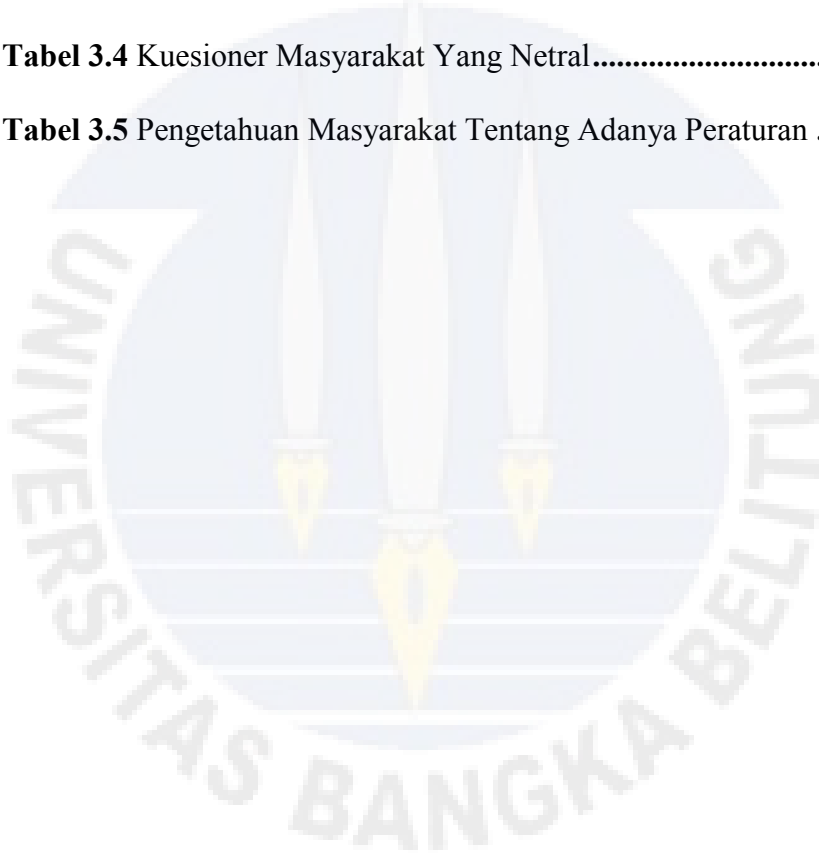 Tabel 3.4 Kuesioner Masyarakat Yang Netral.............................
Tabel 3.5 Pengetahuan Masyarakat Tentang Adanya Peraturan .
UNIVERSITAS BANGKA BELITUNG